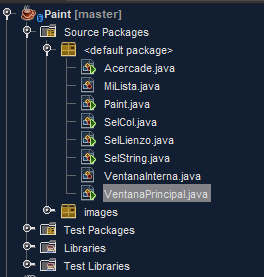 Paint [master]
Source Packages
<default package>
Acercade.java
MiLista.java
Paint.java
SelCol.java
SelLienzo.java
SelString.java
VentanaInterna.java
VentanaPrincipal.java
images
Test Packages
Libraries
Test Libraries